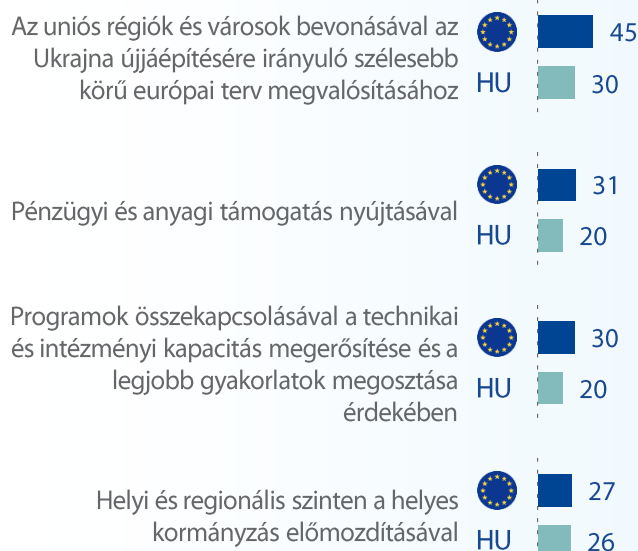 Az uniós régiók és városok bevonásával az
45
Ukrajna újjáépítésére irányuló szélesebb
körű európai terv megvalósításához
HU 30
31
Pénzügyi és anyagi támogatás nyújtásával
HU 20
Programok összekapcsolásával a technikai
30
és intézményi kapacitás megerősítése és a
legjobb gyakorlatok megosztása
HU 20
érdekében
27
Helyi és regionális szinten a helyes
kormányzás előmozdításával
HU 26